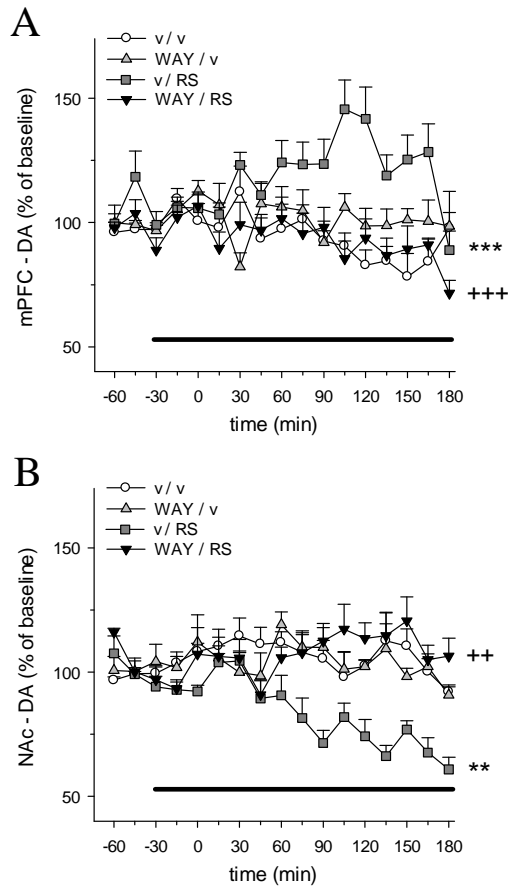 A
v / v
WAY / v
v / RS
WAY / RS
mPFC - DA (% of baseline)
150
100
50
***
+++
-60 -30 0 30 60 90 120 150 180
time (min)
B
v / v
WAY / v
v / RS
WAY / RS
NAc - DA (% of baseline)
150
100
50
++
**
-60 -30 0 30 60 90 120 150 180
time (min)